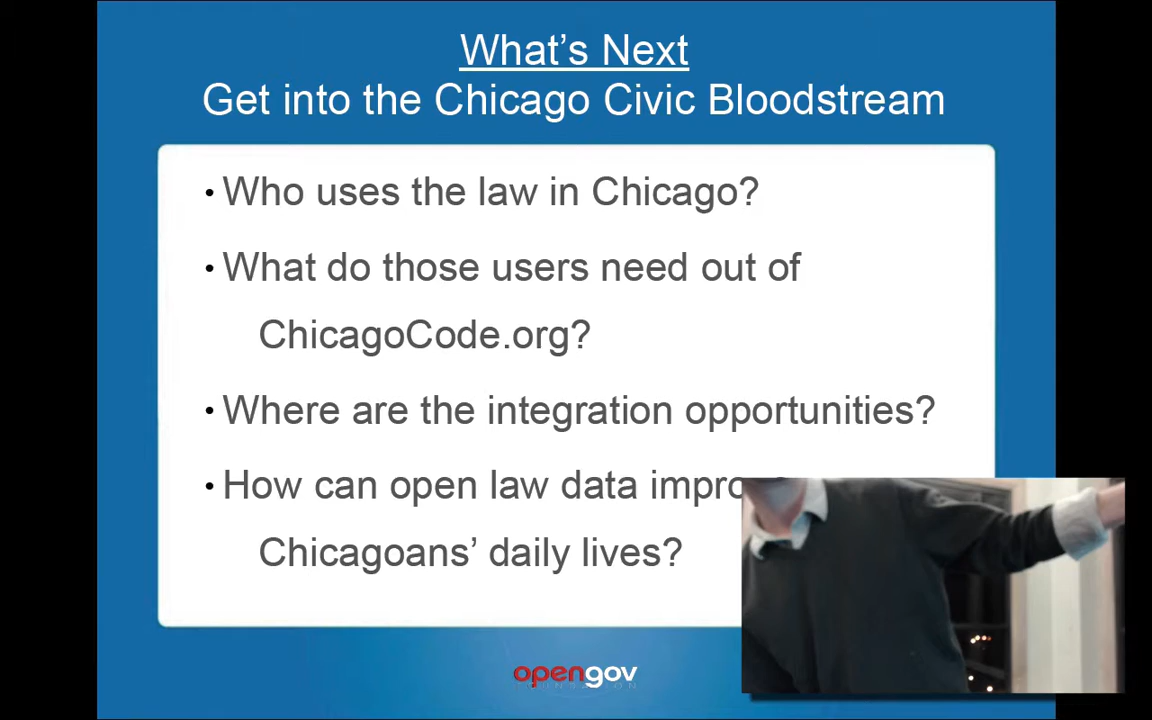 What's Next
Get into the Chicago Civic Bloodstream
• Who uses the law in Chicago?
• What do those users need out of
ChicagoCode.org?
• Where are the integration opportunities?
• How can open law data
Chicagoans' daily lives?
opengov